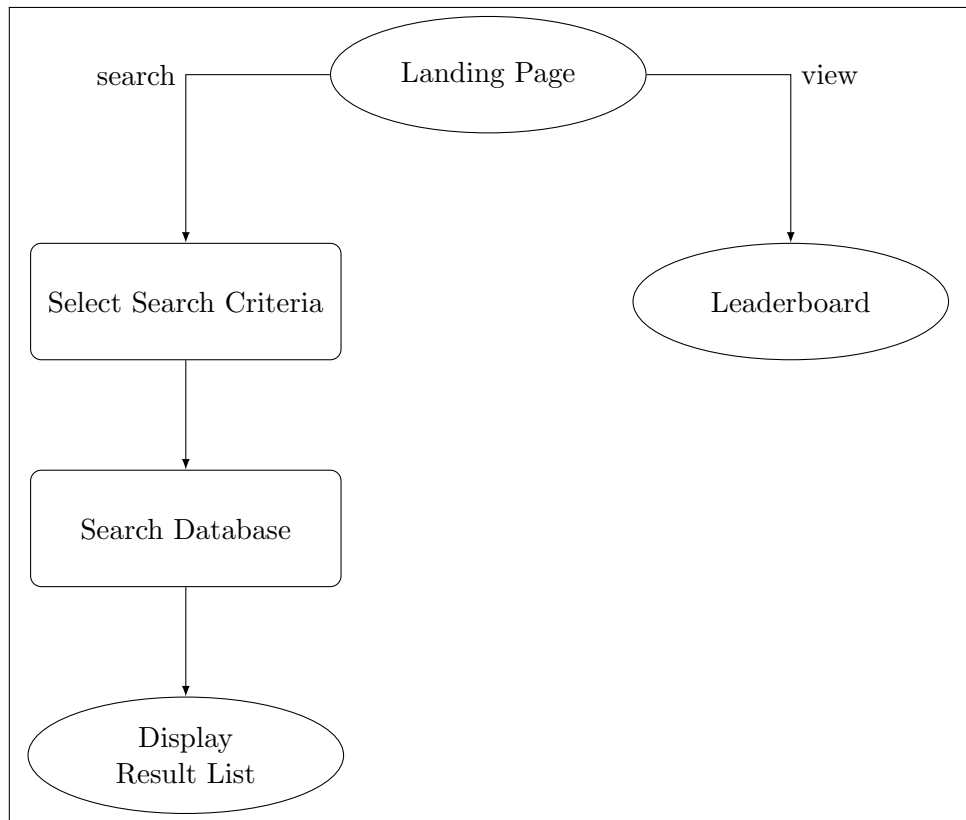 search
Landing Page
view
Select Search Criteria
Leaderboard
Search Database
Display
Result List